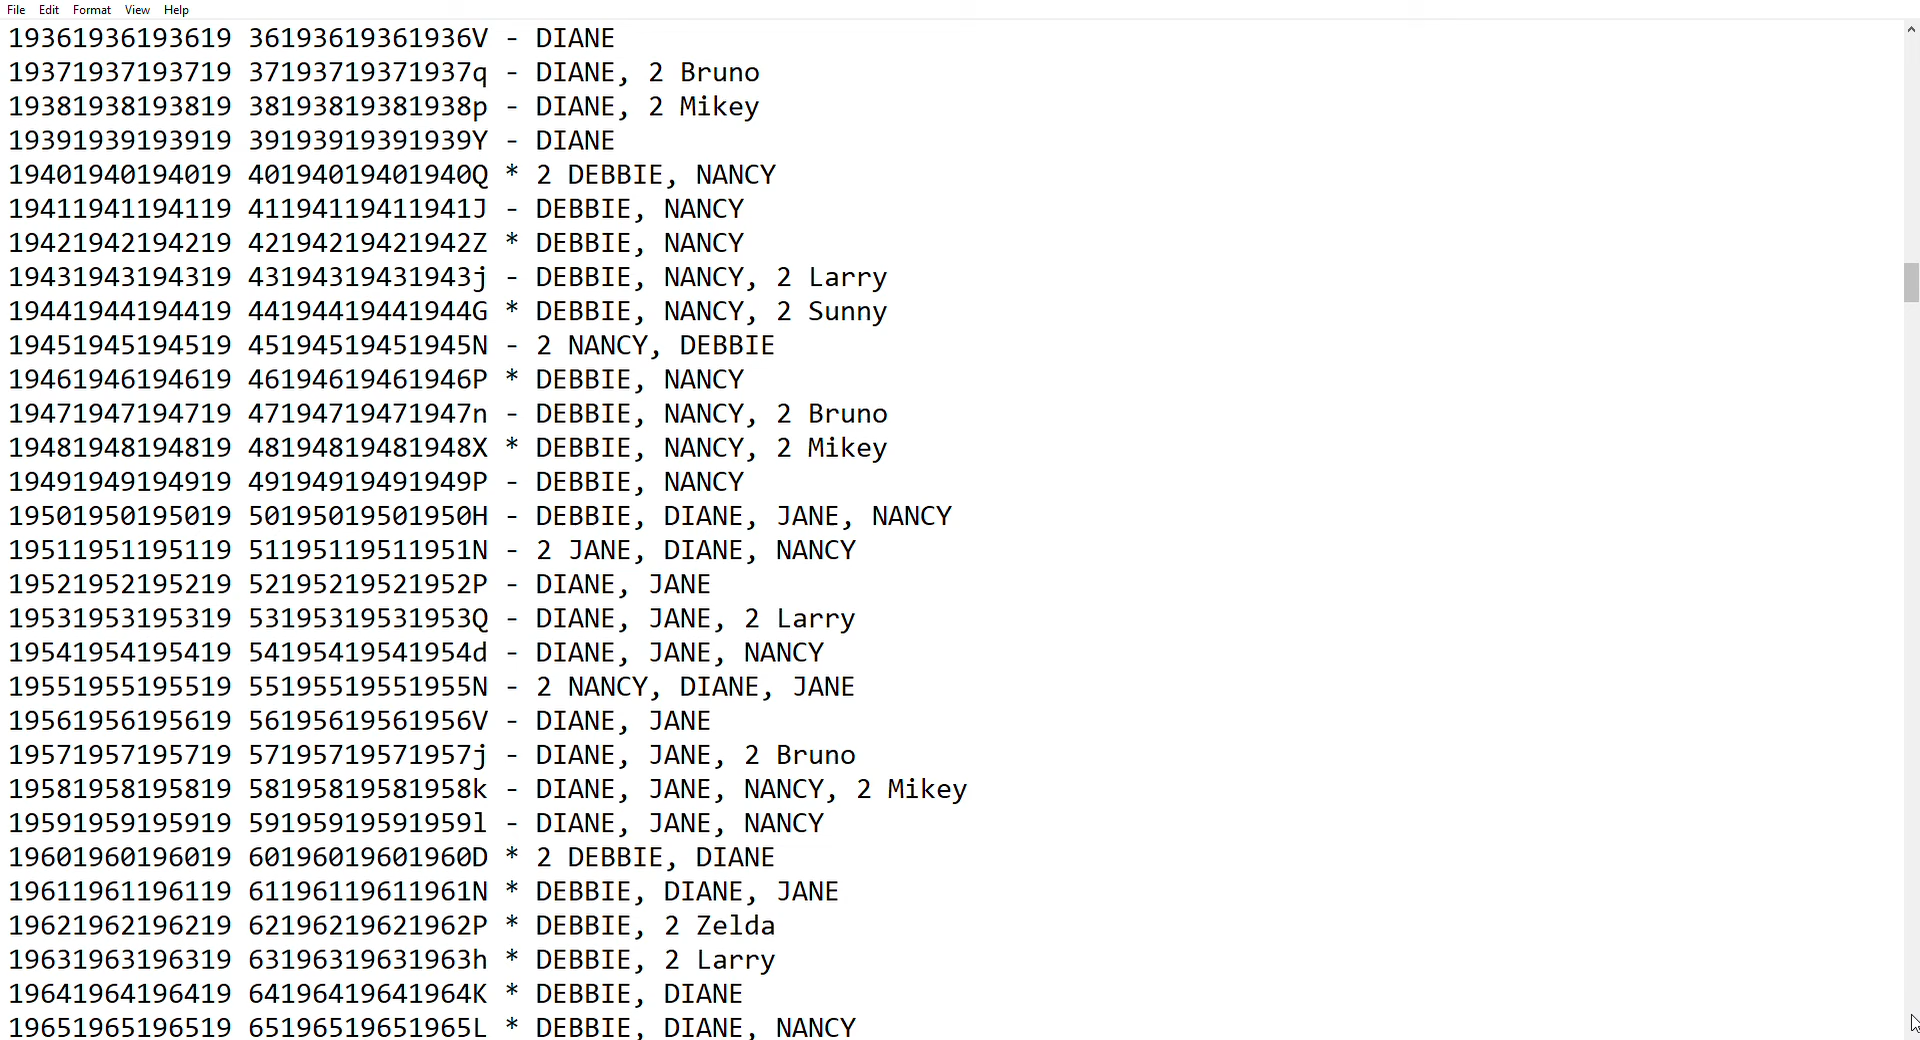 File Edit Format View Help
19361936193619 361936193619​36V - DIANE
19371937193719 37193719371937q - DIANE, 2 Bruno
19381938193819 38193819381938p - DIANE, 2 Mikey
19391939193919 39193919391939Y - DIANE
19401940194019 40194019401940Q * 2 DEBBIE, NANCY
19411941194119 41194119411941J - DEBBIE, NANCY
19421942194219 42194219421942Z * DEBBIE, NANCY
19431943194319 43194319431943j - DEBBIE, NANCY, 2 Larry
19441944194419 44194419441944G * DEBBIE, NANCY, 2 Sunny
19451945194519 45194519451945N - 2 NANCY, DEBBIE
19461946194619 46194619461946P * DEBBIE, NANCY
19471947194719 47194719471947n - DEBBIE, NANCY, 2 Bruno
19481948194819 48194819481948X * DEBBIE, NANCY, 2 Mikey
19491949194919 49194919491949P - DEBBIE, NANCY
19501950195019 50195019501950H - DEBBIE, DIANE, JANE, NANCY
19511951195119 51195119511951N - 2 JANE, DIANE, NANCY
19521952195219 52195219521952P - DIANE, JANE
19531953195319 53195319531953Q - DIANE, JANE, 2 Larry
19541954195419 54195419541954d - DIANE, JANE, NANCY
19551955195519 55195519551955N - 2 NANCY, DIANE, JANE
19561956195619 56195619561956V - DIANE, JANE
19571957195719 57195719571957j - DIANE, JANE, 2 Bruno
19581958195819 58195819581958k - DIANE, JANE, NANCY, 2 Mikey
19591959195919 59195919591959l - DIANE, JANE, NANCY
19601960196019 60196019601960D * 2 DEBBIE, DIANE
19611961196119 61196119611961N * DEBBIE, DIANE, JANE
19621962196219 62196219621962P * DEBBIE, 2 Zelda
19631963196319 63196319631963h * DEBBIE, 2 Larry
19641964196419 64196419641964K * DEBBIE, DIANE
19651965196519 65196519651965L * DEBBIE, DIANE, NANCY